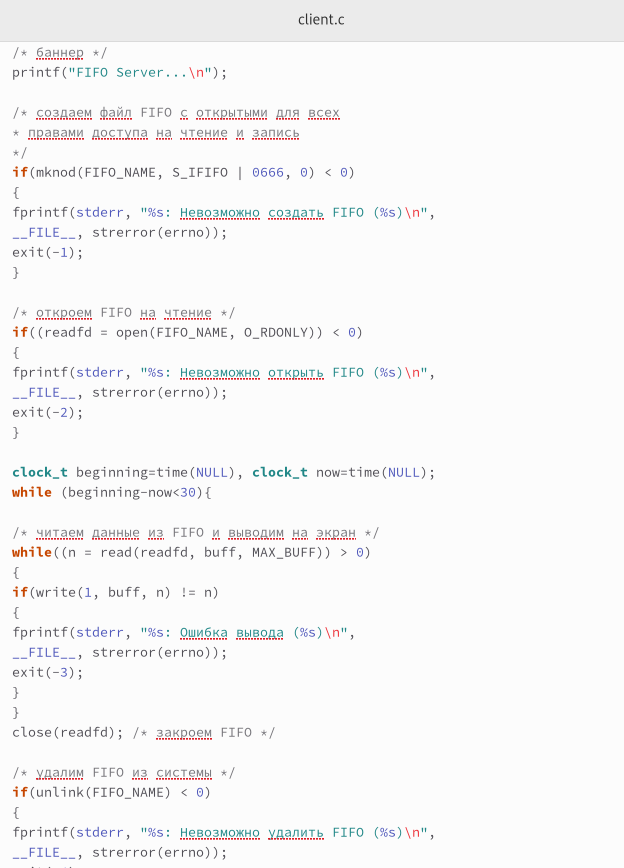 client.c
/* баннер */
printf("FIFO Server...\n");
/* создаем файл FIFO с открытыми для всех
* правами доступа на чтение и запись
*/
if(mknod(FIFO_NAME, S_IFIFO | 0666, 0) < 0)
{
fprintf(stderr, "%s: Невозможно создать FIFO (%s)\n",
__FILE__, strerror(errno));
exit(-1);
}
/* откроем FIFO на чтение */
if((readfd = open(FIFO_NAME, O_RDONLY)) < 0)
{
fprintf(stderr, "%s: Невозможно открыть FIFO (%s)\n",
__FILE__, strerror(errno));
exit(-2);
}
clock_t beginning=time(NULL), clock_t now=time(NULL);
while (beginning-now<30){
/* читаем данные из FIFO и выводим на экран */
while((n = read(readfd, buff, MAX_BUFF)) > 0)
{
if(write(1, buff, n) != n)
{
fprintf(stderr, "%s: Ошибка вывода (%s)\n",
__FILE__, strerror(errno));
exit(-3);
}
}
close(readfd); /* закроем FIFO */
/* удалим FIFO из системы */
if(unlink(FIFO_NAME) < 0)
{
fprintf(stderr, "%s: Невозможно удалить FIFO (%s)\n",
__FILE__, strerror(errno));